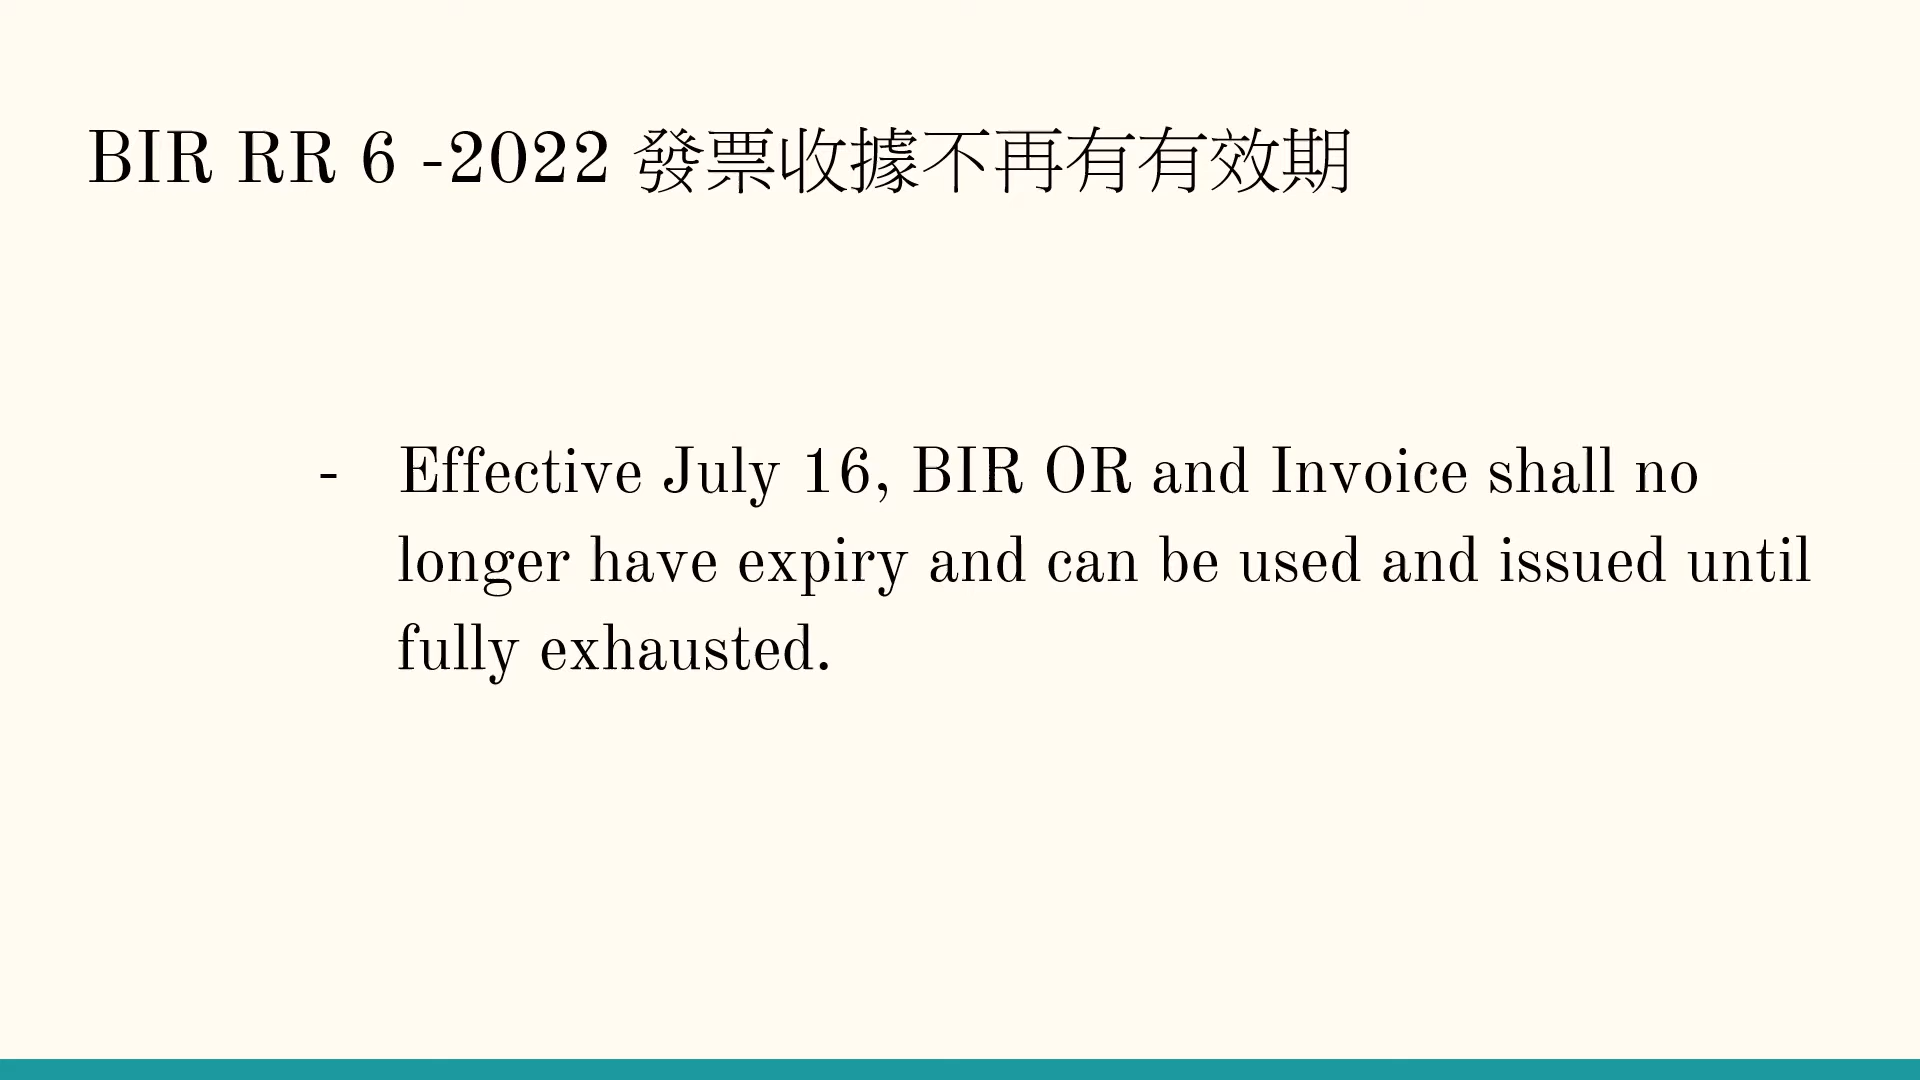 BIR RR 6 -2022 發票收據不再有有效期
- Effective July 16, BIR OR and Invoice shall no
longer have expiry and can be used and issued until
fully exhausted.